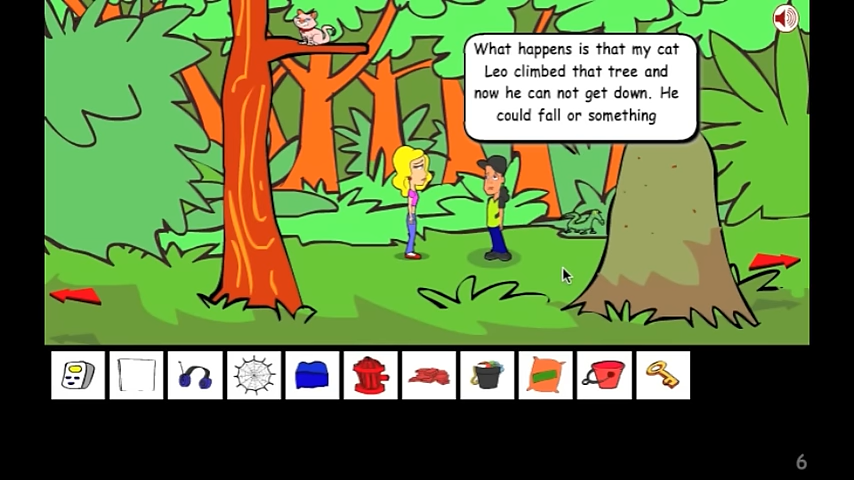 What happens is that my cat
Leo climbed that tree and
now he can not get down. He
could fall or something
6